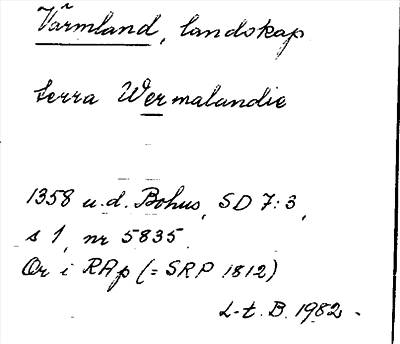 Värmland, landskap
terra Wermalandie
1358 u.d. Bohus, SD 7:3,
s 1, nr 5835.
Or i RAp (= SRP 1812)
L-t. B. 1982.